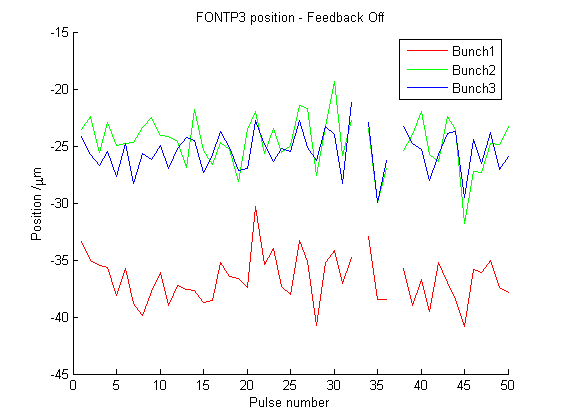 FONTP3 position - Feedback Off
Position /μm
-15
-20
-25
-30
-35
-40
-45
0 5 10 15 20 25 30 35 40 45 50
Pulse number
Bunch1
Bunch2
Bunch3